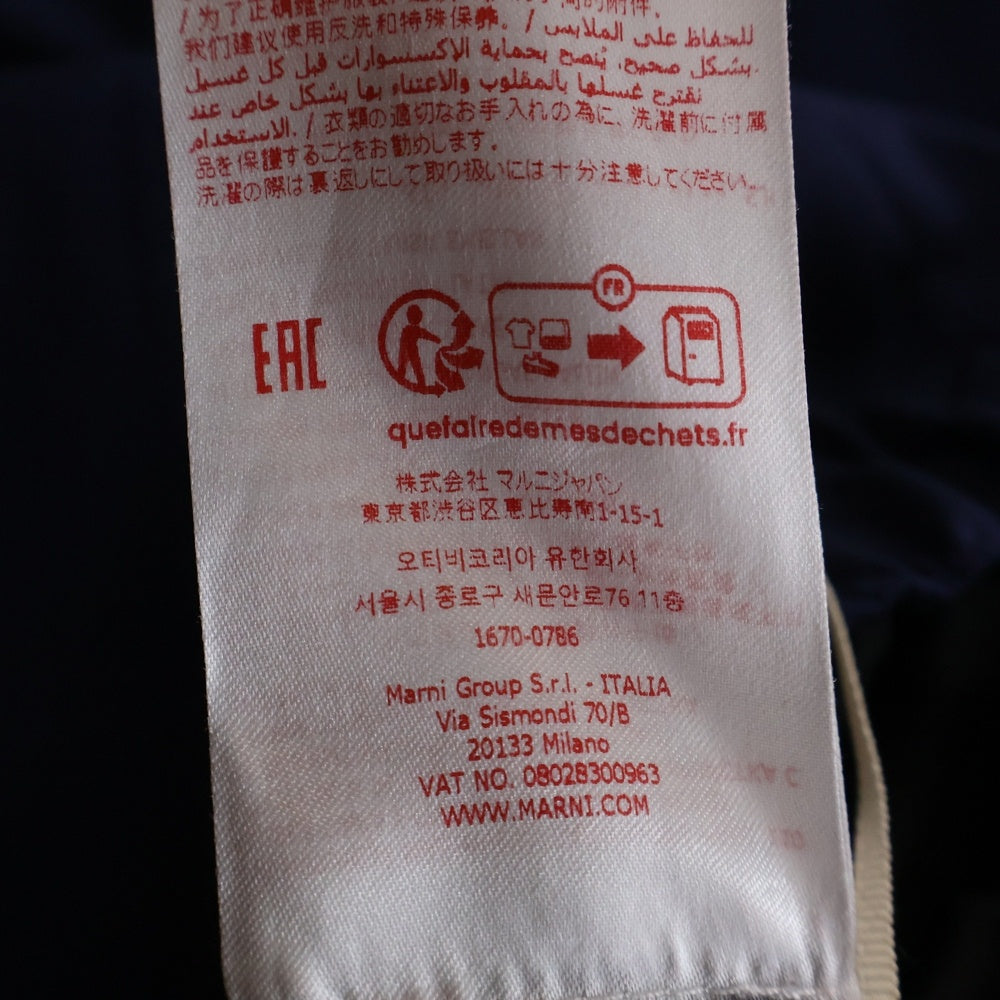 / 为了正确维护服装
我们建议使用反洗和特殊保养。 / للحفاظ على الملابس
بشكل صحيح، يُنصح بحماية الإكسسوارات قبل كل غسيل.
نقترح غسلها بالمقلوب والاعتناء بها بشكل خاص عند
الاستخدام. / 衣類の適切なお手入れの為に、洗濯前に付属
品を保護することをお勧めします。
洗濯の際は裏返しにして取り扱いには十分注意してください。
FR
EAC
quefairedemesdechets.fr
株式会社 マルニジャパン
東京都渋谷区恵比寿南1-15-1
오티비코리아 유한회사
서울시 종로구 새문안로76 11층
1670-0786
Marni Group S.r.l. - ITALIA
Via Sismondi 70/B
20133 Milano
VAT NO. 08028300963
WWW.MARNI.COM